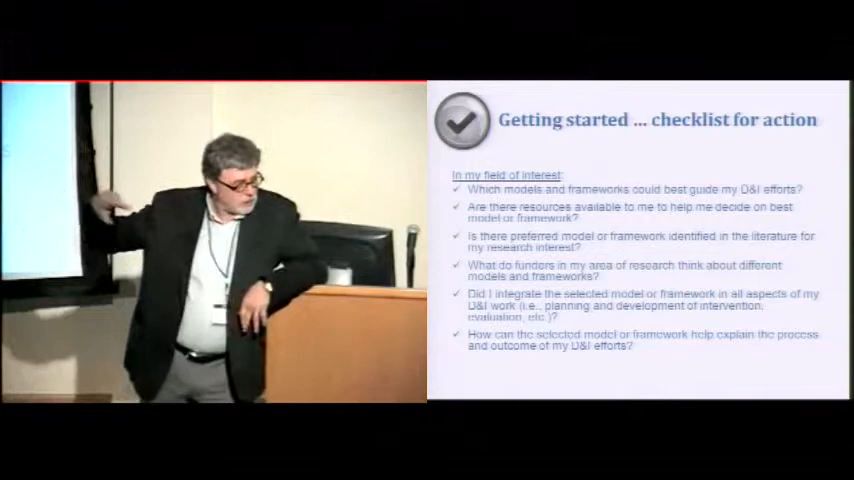 Getting started ... checklist for action
In my field of interest:
Which models and frameworks could best guide my D&I efforts?
Are there resources available to me to help me decide on best
model or framework?
Is there preferred model or framework identified in the literature for
my research interest?
What do funders in my area of research think about different
models and frameworks?
Did I integrate the selected model or framework in all aspects of my
D&I work (i.e., planning and development of intervention,
evaluation, etc.)?
How can the selected model or framework help explain the process
and outcome of my D&I efforts?